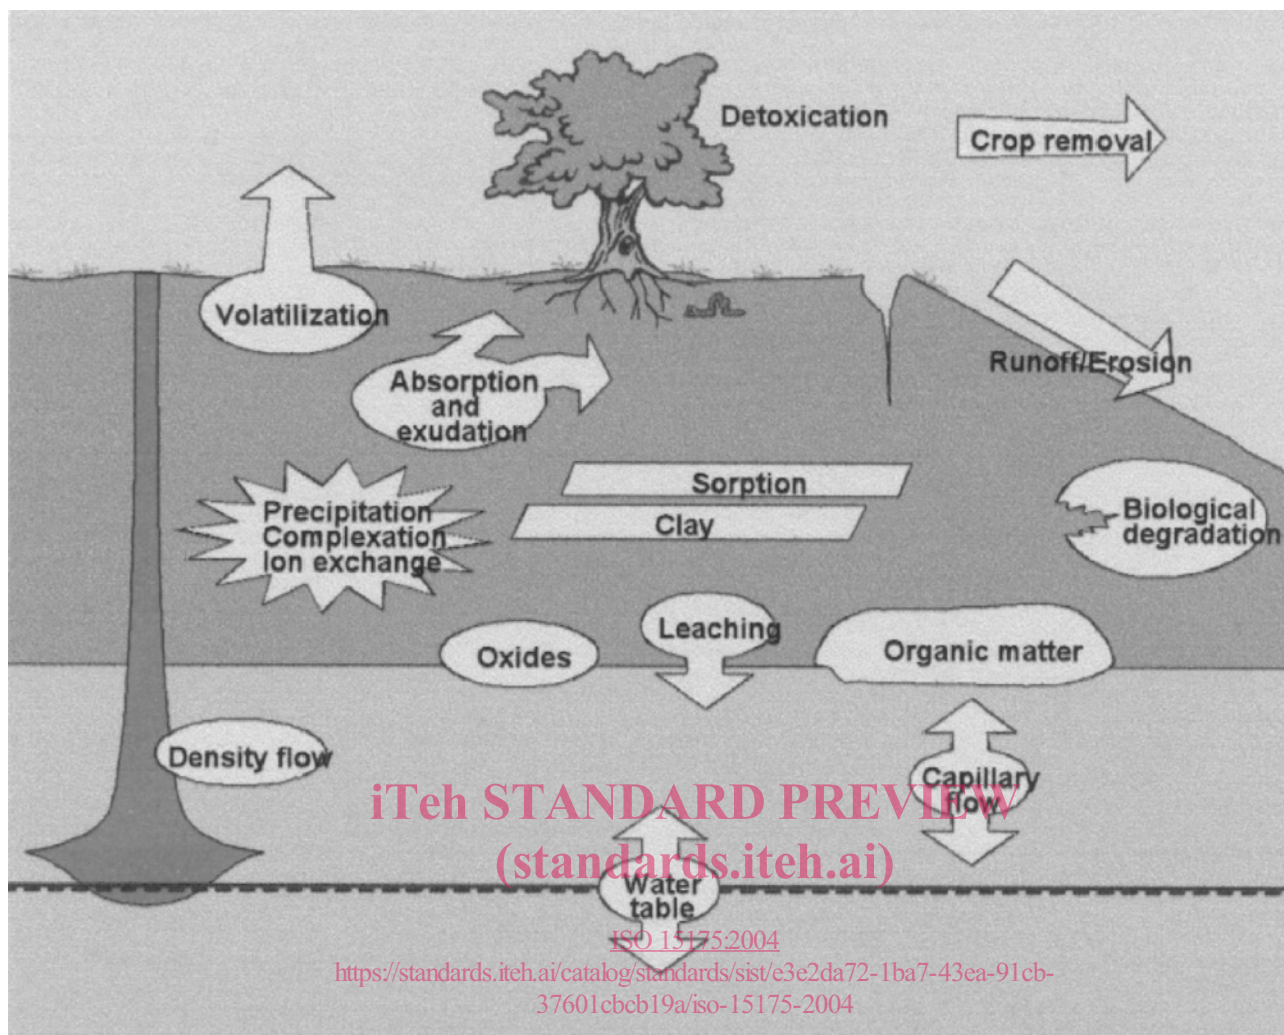 Detoxication
Crop removal
Volatilization
Runoff/Erosion
Absorption
and
exudation
Sorption
Clay
Precipitation
Complexation
Ion exchange
Biological
degradation
Leaching
Oxides
Organic matter
Density flow
Capillary
flow
iTeh STANDARD PREVIEW
(standards.iteh.ai)
Water
table
ISO 15175:2004
https://standards.iteh.ai/catalog/standards/sist/e3e2da72-1ba7-43ea-91cb-
37601cbcb19a/iso-15175-2004